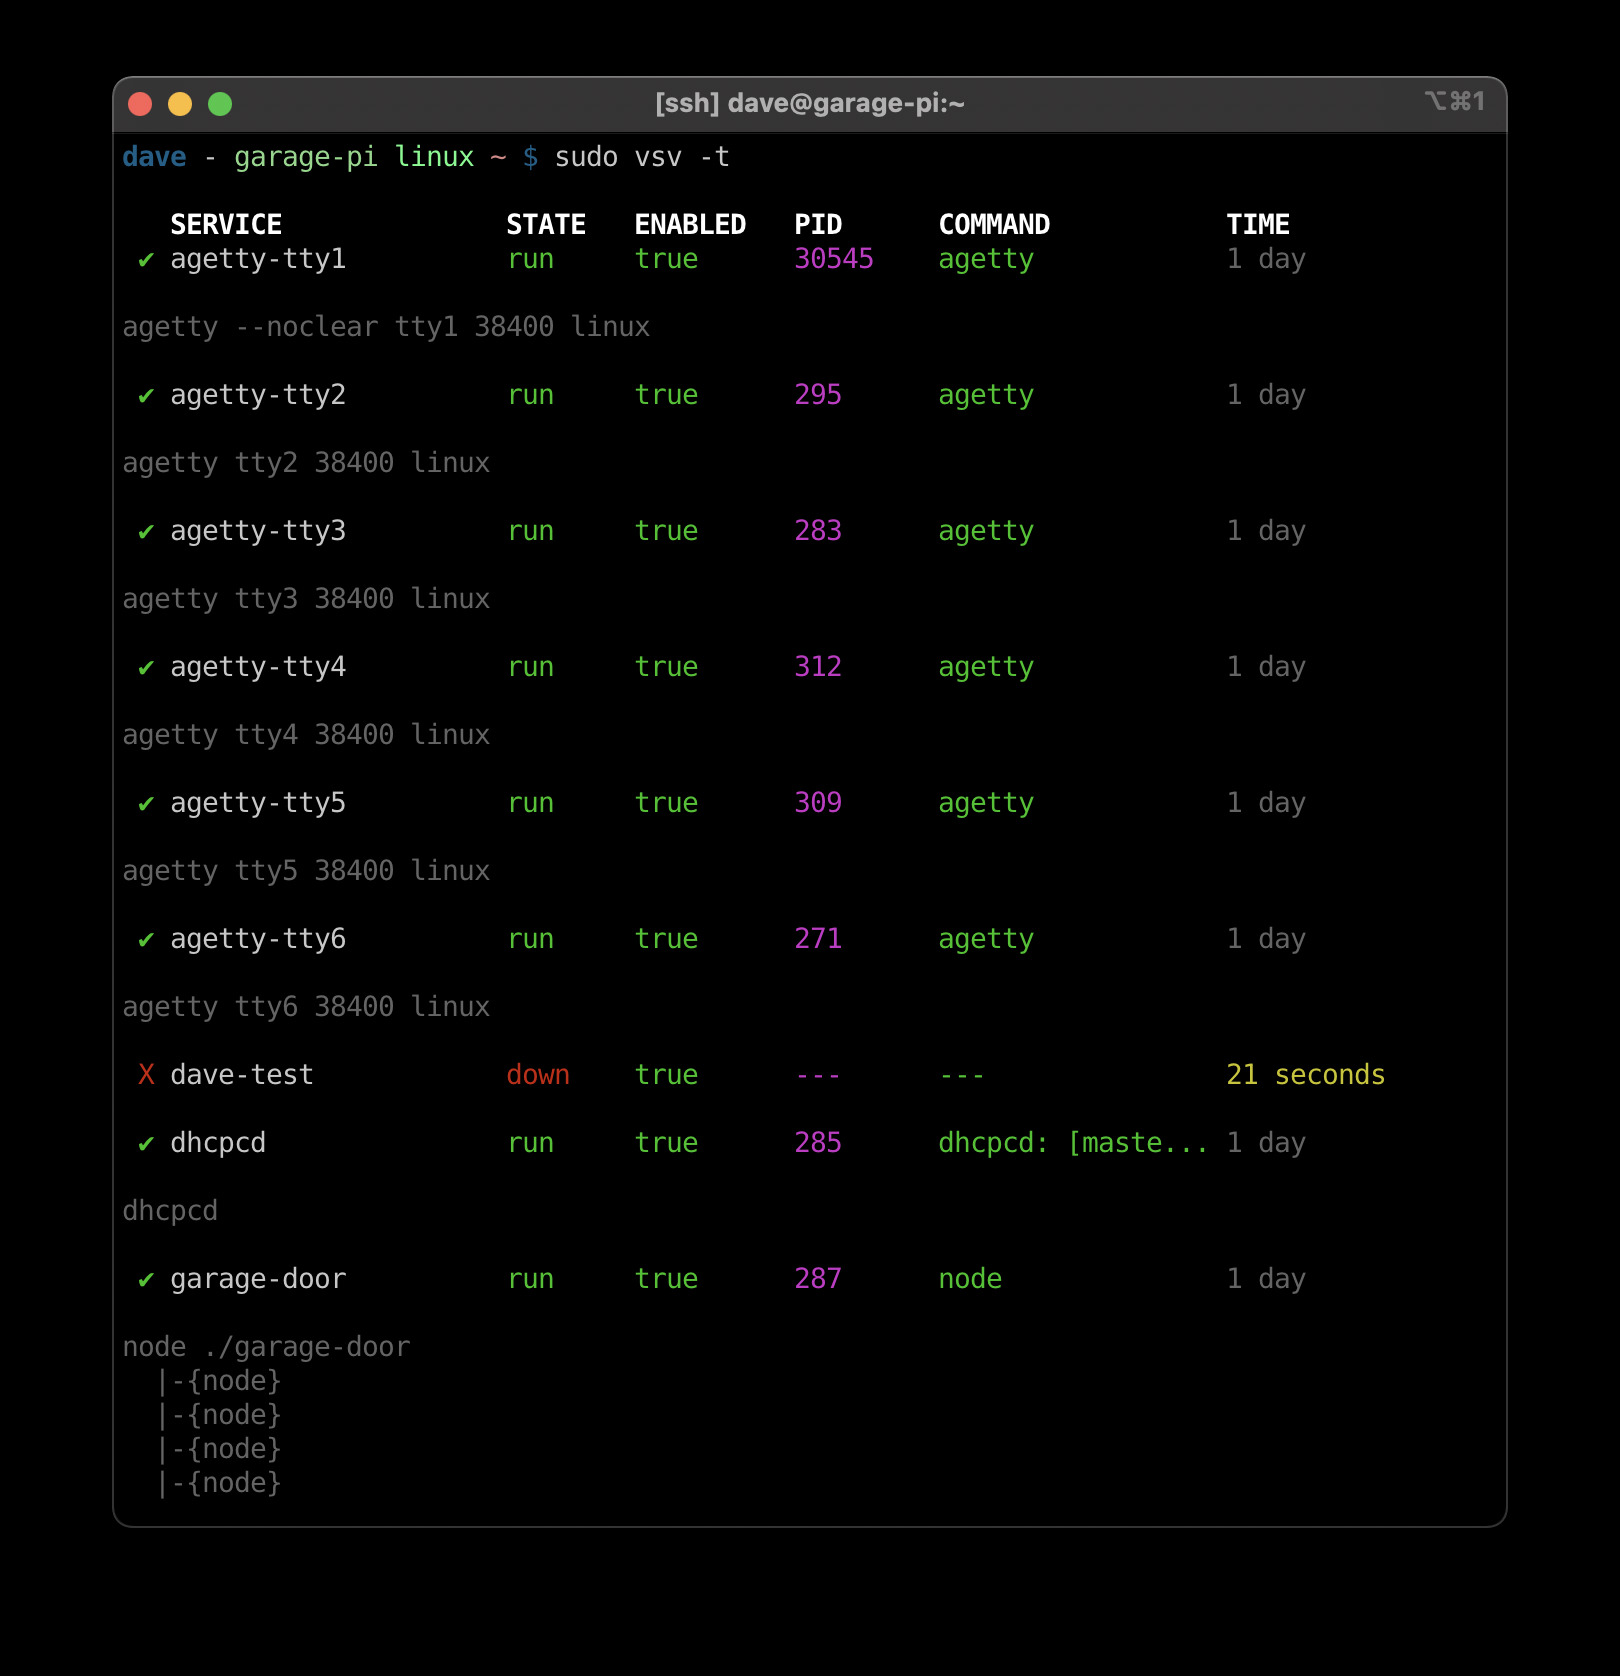 [ssh] dave@garage-pi:~ ⌥⌘1
dave - garage-pi linux ~ $ sudo vsv -t
SERVICE STATE ENABLED PID COMMAND TIME
✔ agetty-tty1 run true 30545 agetty 1 day
agetty --noclear tty1 38400 linux
✔ agetty-tty2 run true 295 agetty 1 day
agetty tty2 38400 linux
✔ agetty-tty3 run true 283 agetty 1 day
agetty tty3 38400 linux
✔ agetty-tty4 run true 312 agetty 1 day
agetty tty4 38400 linux
✔ agetty-tty5 run true 309 agetty 1 day
agetty tty5 38400 linux
✔ agetty-tty6 run true 271 agetty 1 day
agetty tty6 38400 linux
X dave-test down true --- --- 21 seconds
✔ dhcpcd run true 285 dhcpcd: [maste... 1 day
dhcpcd
✔ garage-door run true 287 node 1 day
node ./garage-door
|-{node}
|-{node}
|-{node}
|-{node}